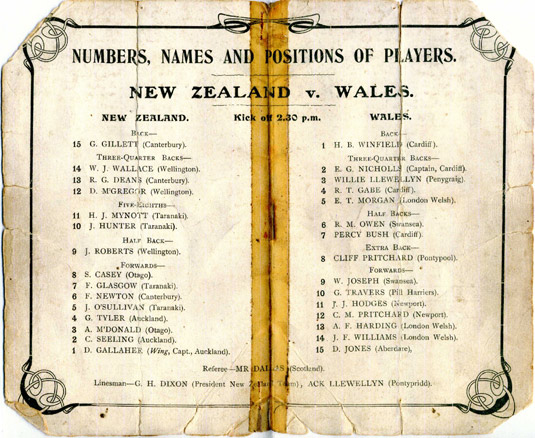 NUMBERS, NAMES AND POSITIONS OF PLAYERS.
NEW ZEALAND v. WALES.
NEW ZEALAND. Kick off 2.30 p.m. WALES.
BACK—
15 G. GILLETT (Canterbury).
THREE-QUARTER BACKS—
14 W. J. WALLACE (Wellington).
13 R. G. DEANS (Canterbury).
12 D. M'GREGOR (Wellington).
FIVE-EIGHTHS—
11 H. J. MYNOTT (Taranaki).
10 J. HUNTER (Taranaki).
HALF BACK—
9 J. ROBERTS (Wellington).
FORWARDS—
8 S. CASEY (Otago).
7 F. GLASGOW (Taranaki).
6 F. NEWTON (Canterbury).
5 J. O'SULLIVAN (Taranaki).
4 G. TYLER (Auckland).
3 A. M'DONALD (Otago).
2 C. SEELING (Auckland).
1 D. GALLAHER (Wing, Capt., Auckland).
BACK—
1 H. B. WINFIELD (Cardiff).
THREE-QUARTER BACKS—
2 E. G. NICHOLLS (Captain, Cardiff).
3 WILLIE LLEWELLYN (Penygraig).
4 R. T. GABE (Cardiff).
5 E. T. MORGAN (London Welsh).
HALF BACKS—
6 R. M. OWEN (Swansea).
7 PERCY BUSH (Cardiff).
EXTRA BACK—
8 CLIFF PRITCHARD (Pontypool).
FORWARDS—
9 W. JOSEPH (Swansea).
10 G. TRAVERS (Pill Harriers).
11 J. J. HODGES (Newport).
12 C. M. PRITCHARD (Newport).
13 A. F. HARDING (London Welsh).
14 J. F. WILLIAMS (London Welsh).
15 D. JONES (Aberdare).
Referee—MR DALLAS (Scotland).
Linesmen—G. H. DIXON (President New Zealand Team), ACK LLEWELLYN (Pontypridd).